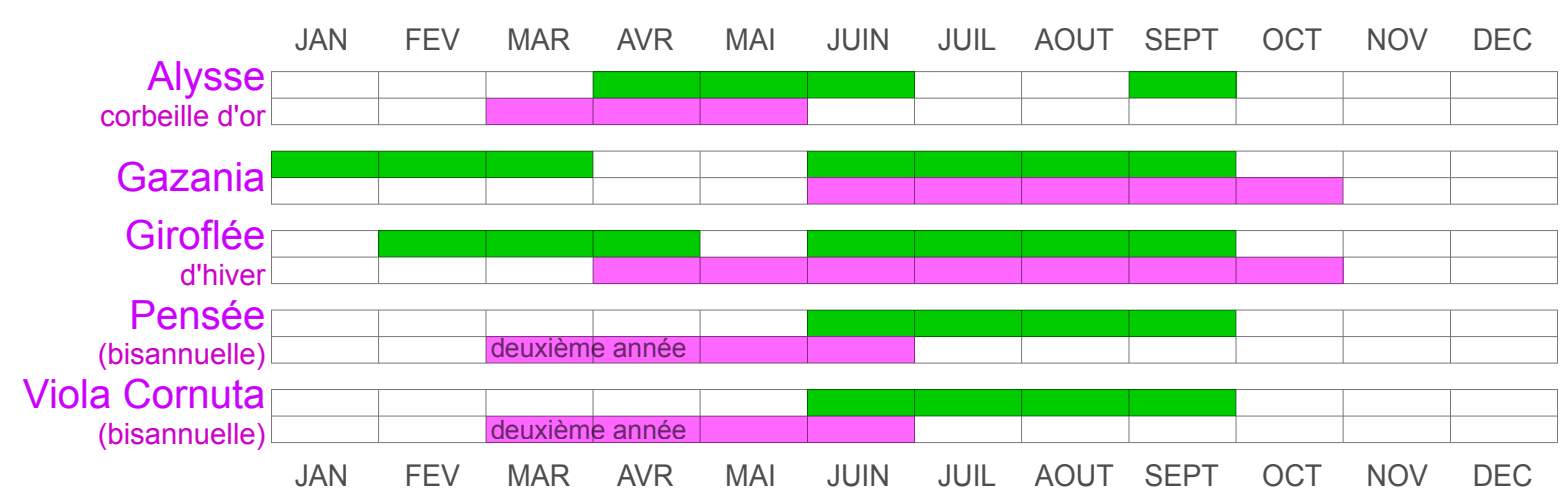 JAN FEV MAR AVR MAI JUIN JUIL AOUT SEPT OCT NOV DEC
Alysse
corbeille d'or
Gazania
Giroflée
d'hiver
Pensée
(bisannuelle) deuxième année
Viola Cornuta
(bisannuelle) deuxième année
JAN FEV MAR AVR MAI JUIN JUIL AOUT SEPT OCT NOV DEC